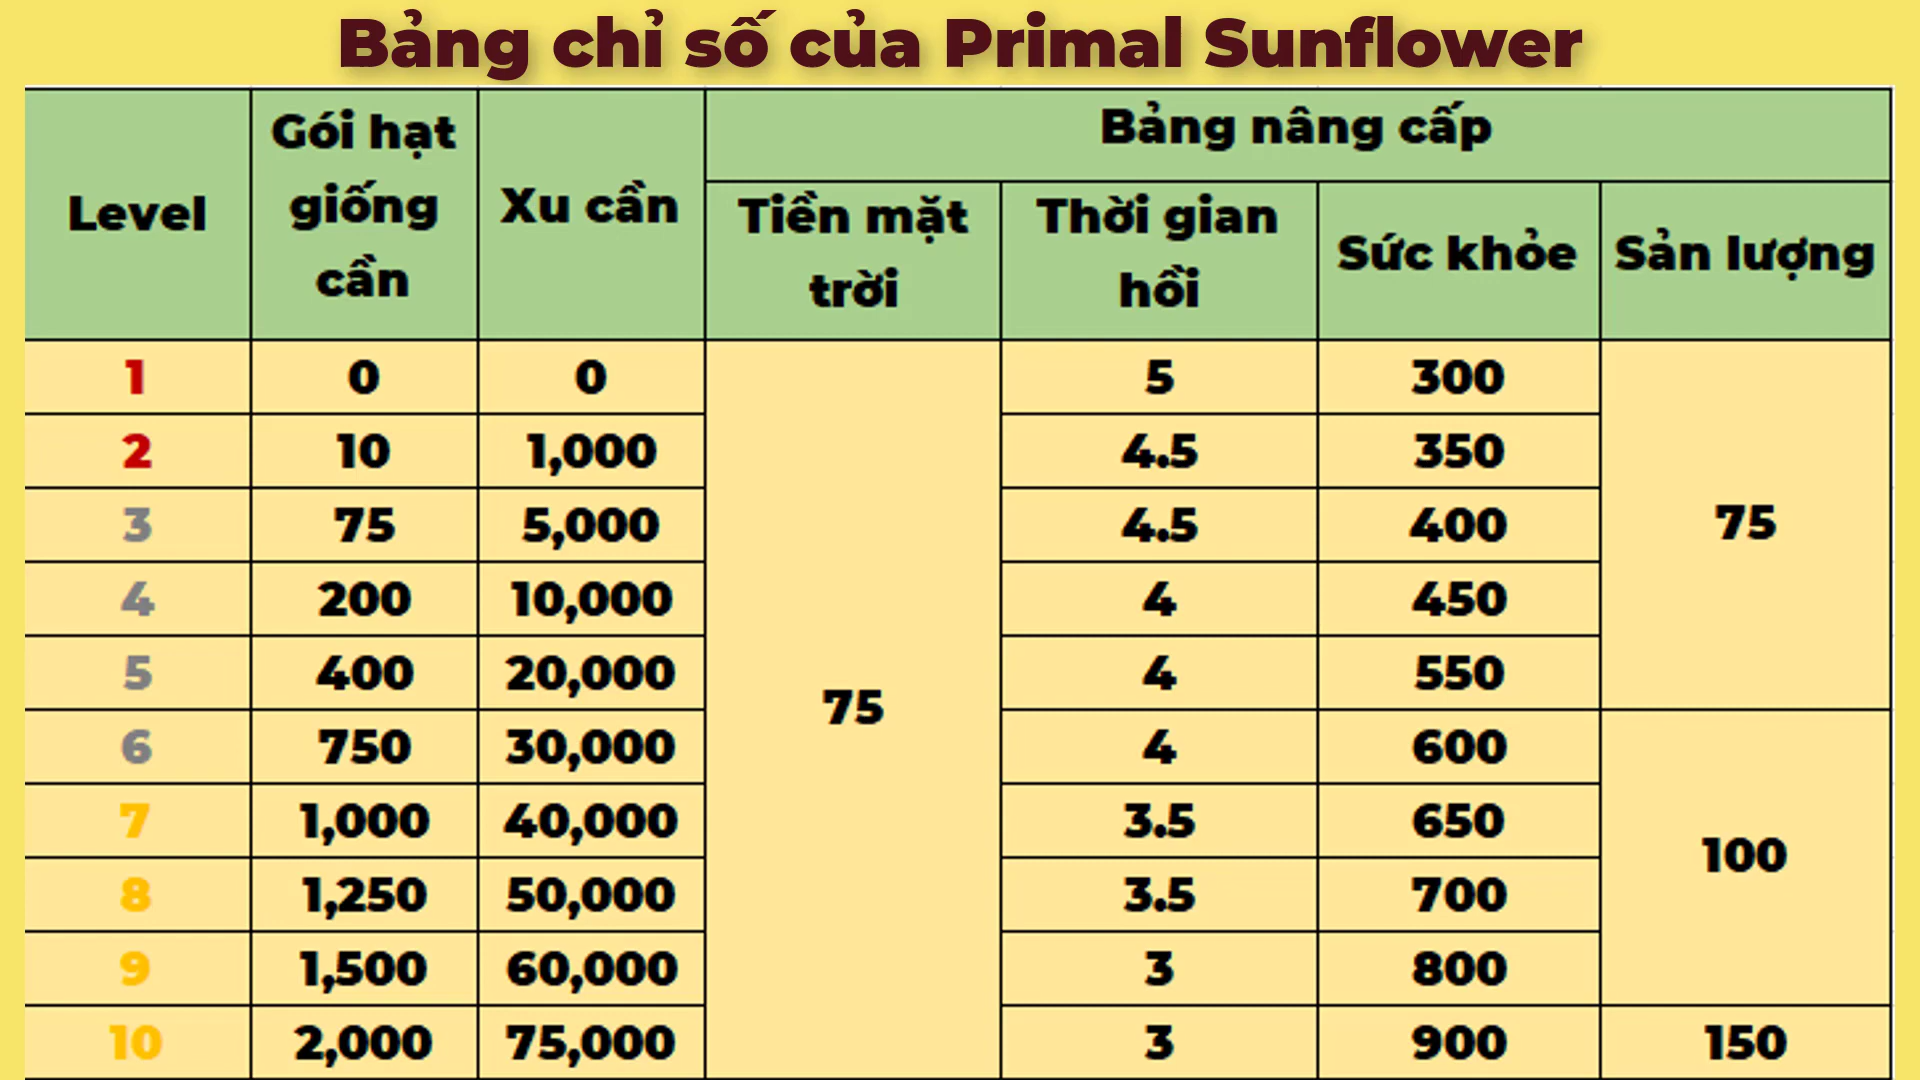 Bảng chỉ số của Primal Sunflower
Level
Gói hạt
giống
cần
Xu cần
Bảng nâng cấp
Tiền mặt
trời
Thời gian
hồi
Sức khỏe
Sản lượng
1 0 0 75 5 300 75
2 10 1,000 4.5 350
3 75 5,000 4.5 400
4 200 10,000 4 450
5 400 20,000 4 550
6 750 30,000 4 600 100
7 1,000 40,000 3.5 650
8 1,250 50,000 3.5 700
9 1,500 60,000 3 800
10 2,000 75,000 3 900 150